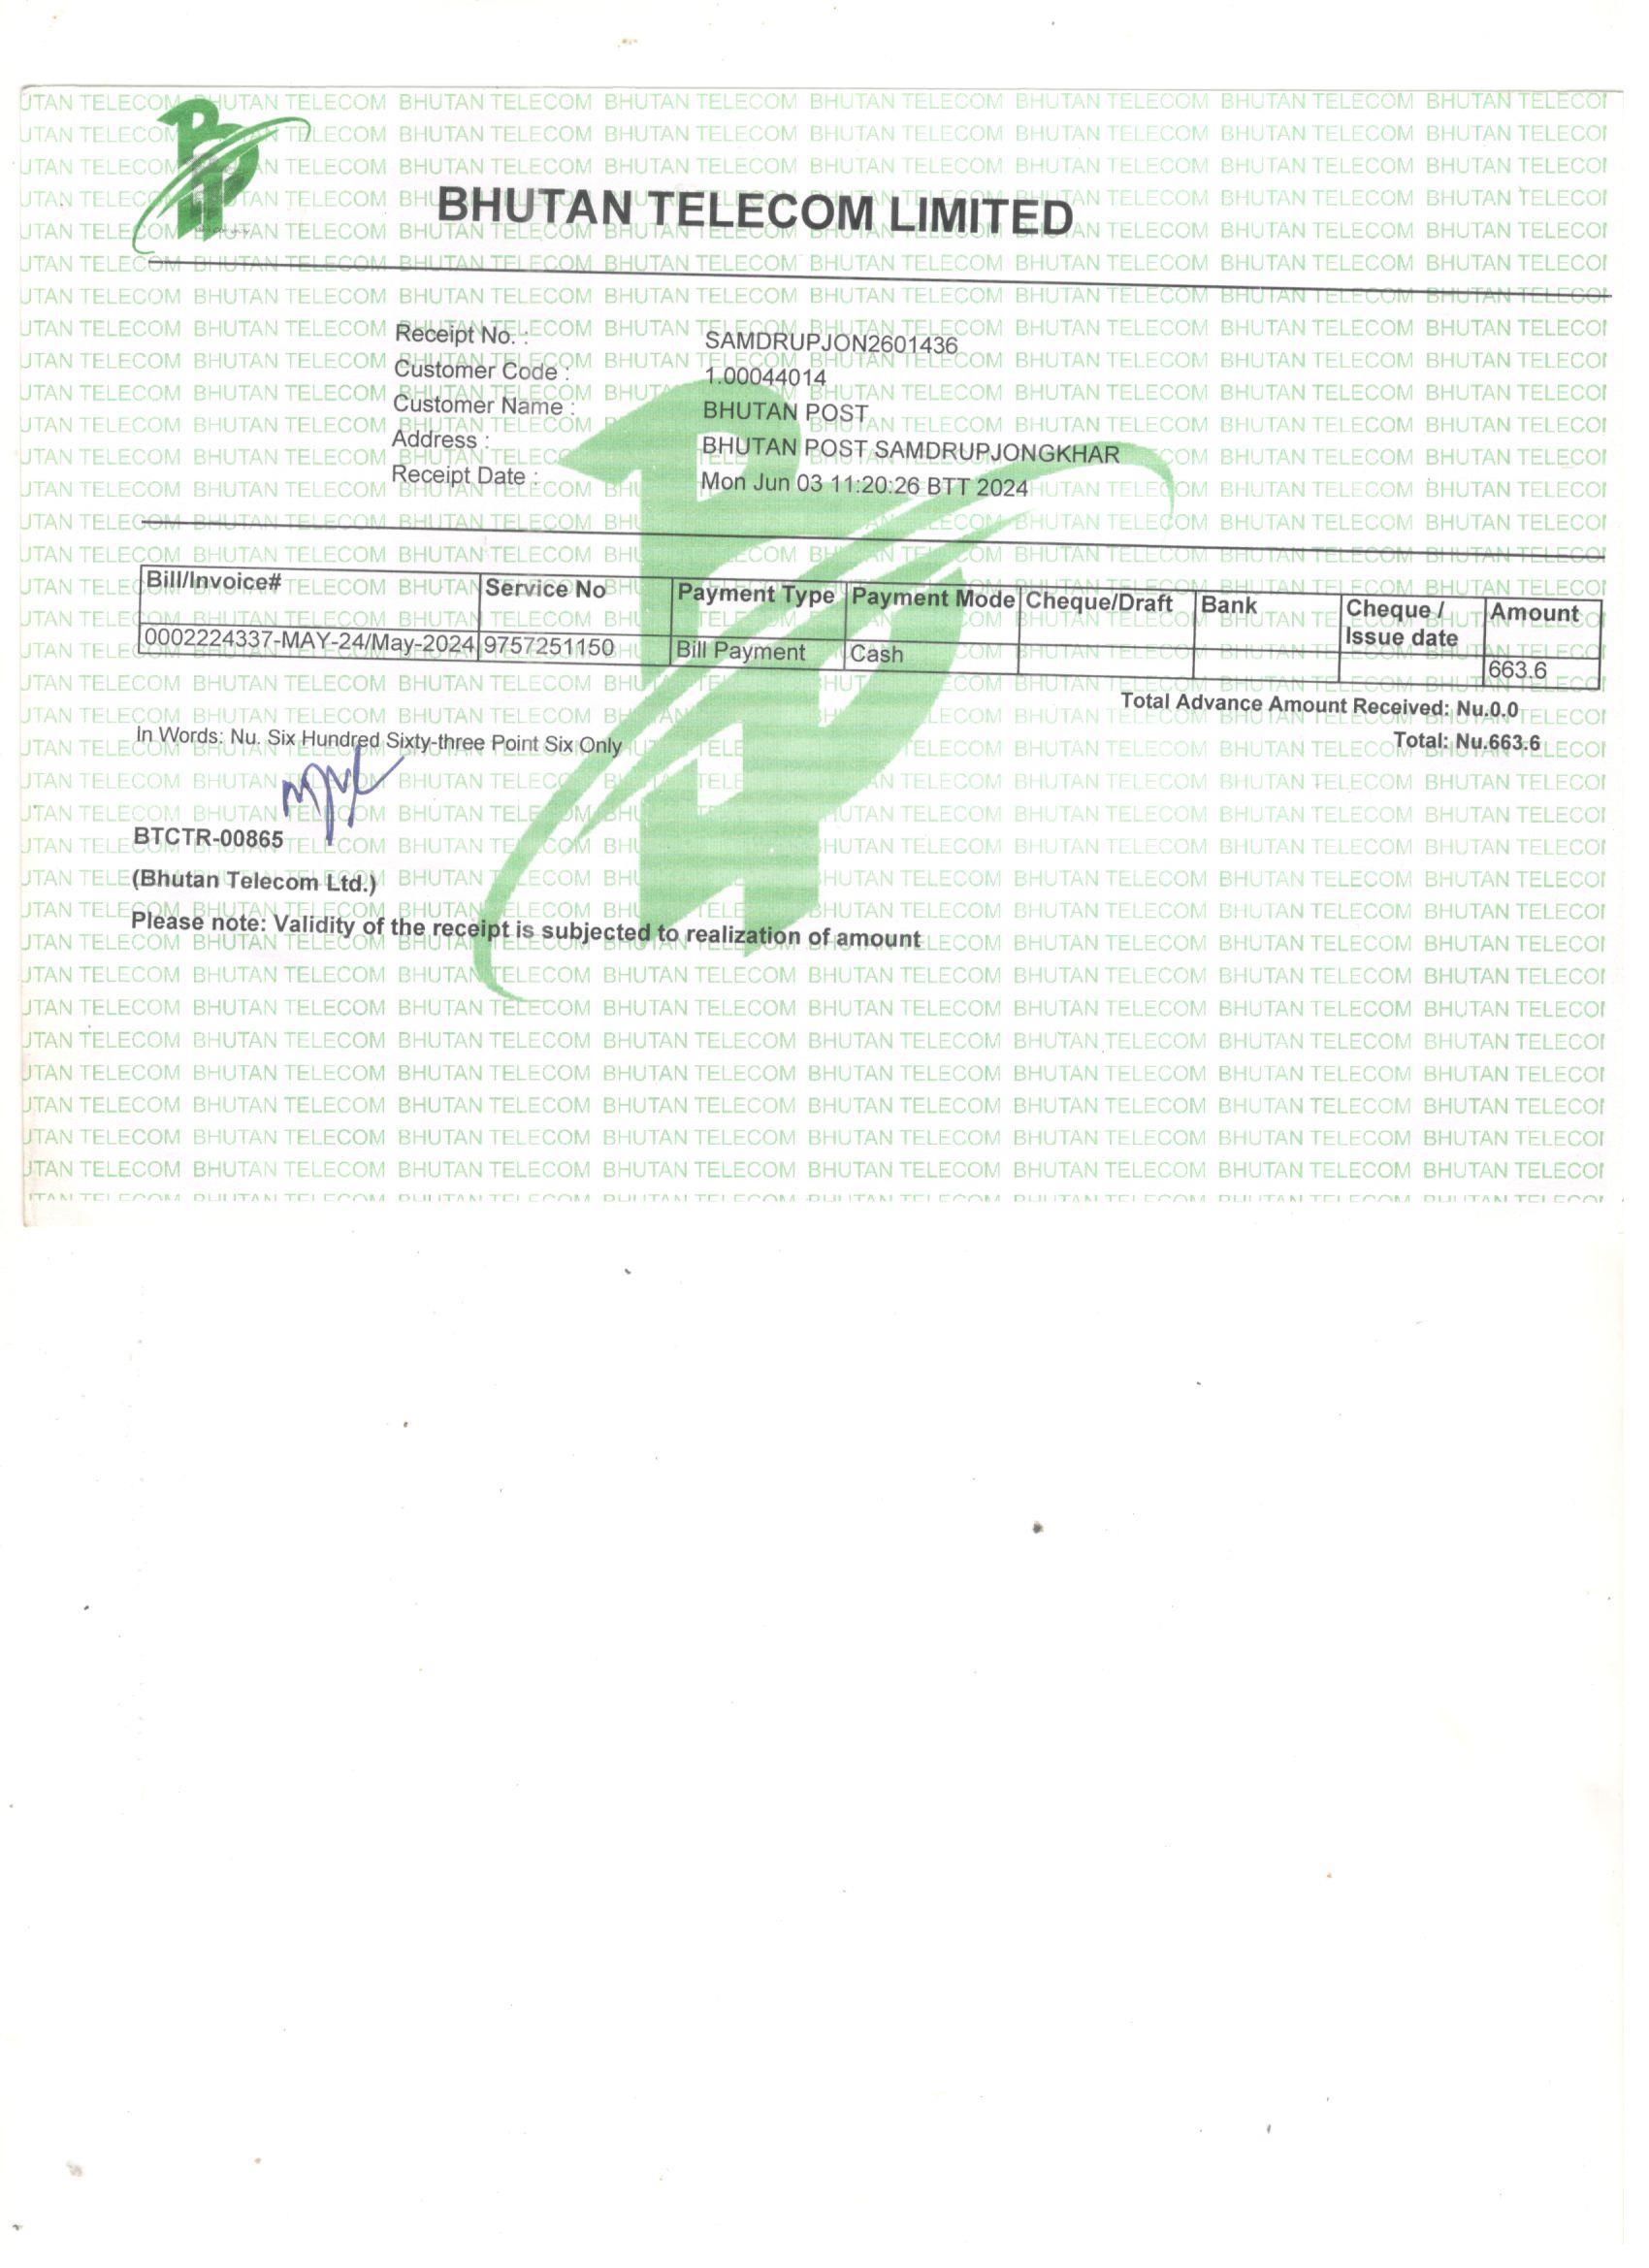 BHUTAN TELECOM LIMITED
Receipt No. : SAMDRUPJON2601436
Customer Code : 1.00044014
Customer Name : BHUTAN POST
Address : BHUTAN POST SAMDRUPJONGKHAR
Receipt Date : Mon Jun 03 11:20:26 BTT 2024
Bill/Invoice# Service No Payment Type Payment Mode Cheque/Draft Bank Cheque / Issue date Amount
0002224337-MAY-24/May-2024 9757251150 Bill Payment Cash 663.6
Total Advance Amount Received: Nu.0.0
In Words: Nu. Six Hundred Sixty-three Point Six Only Total: Nu.663.6
BTCTR-00865
(Bhutan Telecom Ltd.)
Please note: Validity of the receipt is subjected to realization of amount